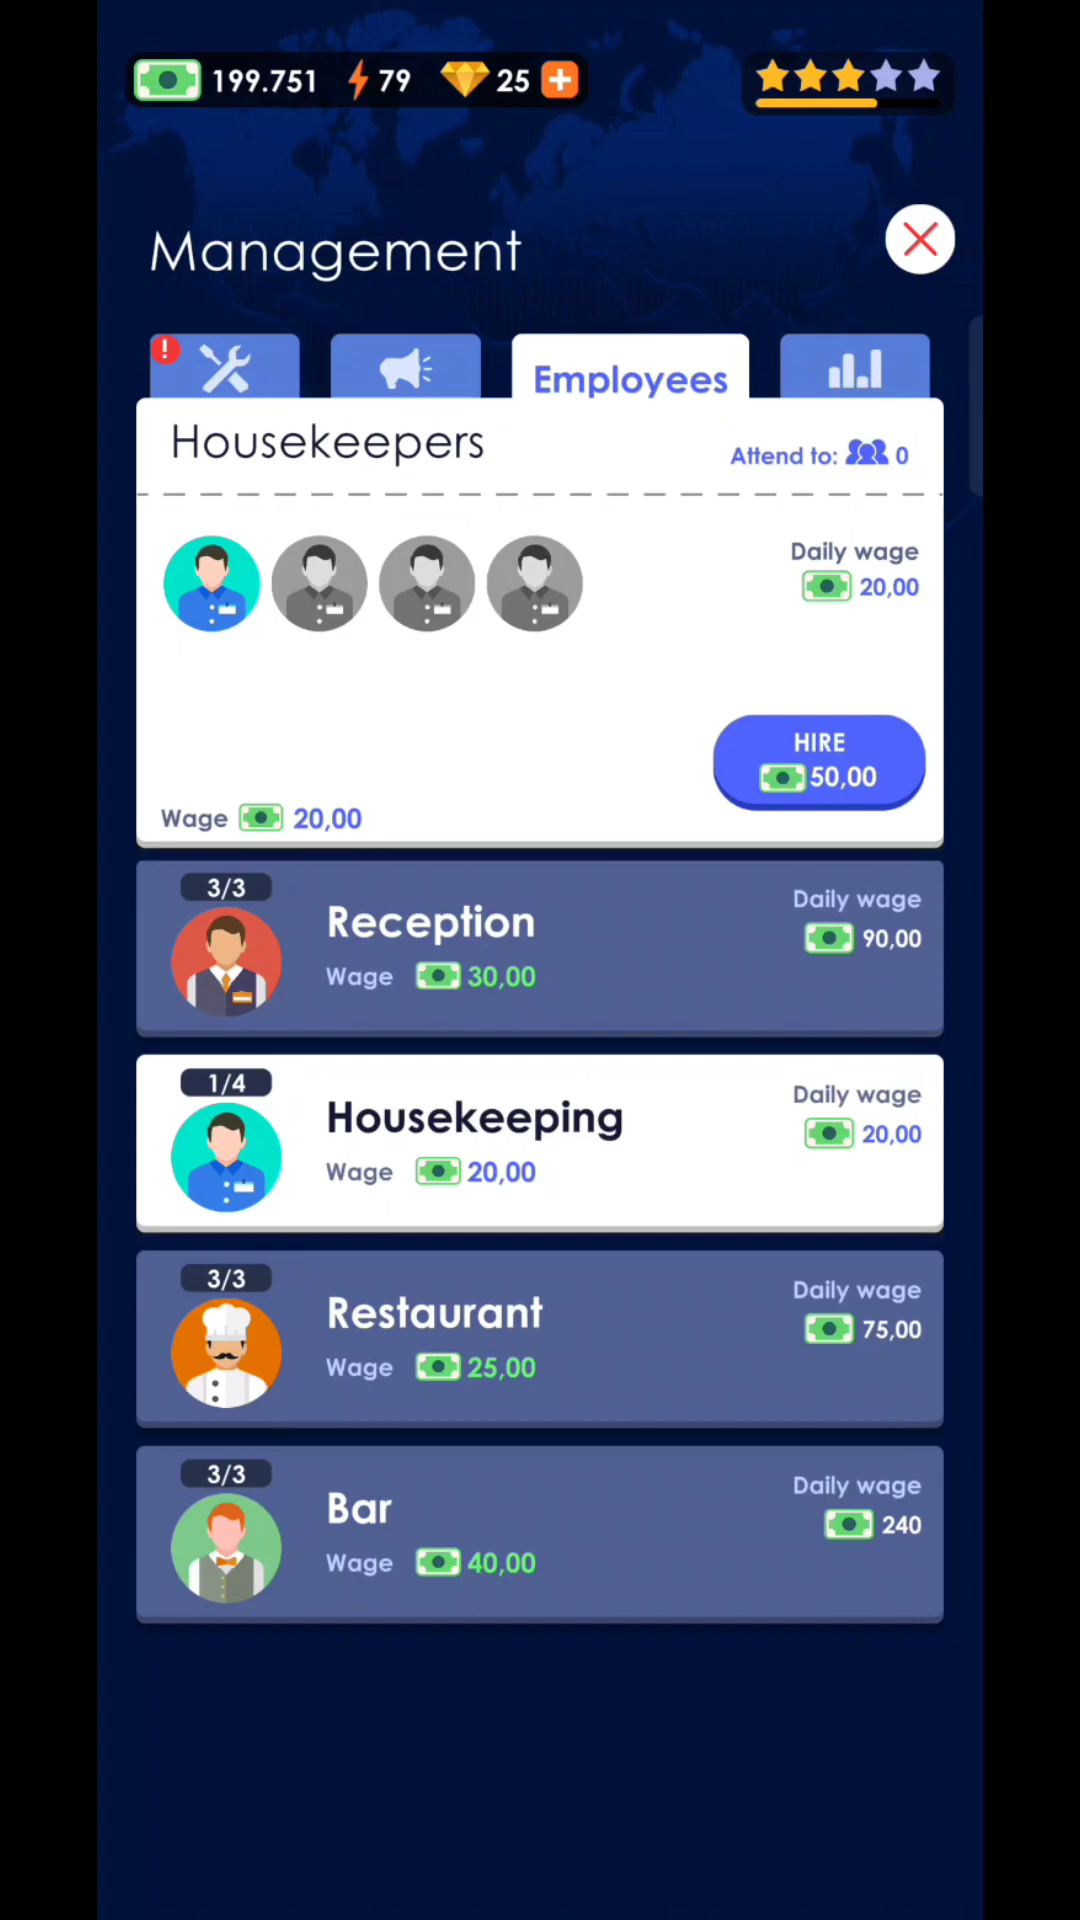 199.751 79 25
Management
!
Employees
Housekeepers
Attend to: 0
Daily wage
20,00
HIRE
50,00
Wage 20,00
3/3
Reception
Wage 30,00
Daily wage
90,00
1/4
Housekeeping
Wage 20,00
Daily wage
20,00
3/3
Restaurant
Wage 25,00
Daily wage
75,00
3/3
Bar
Wage 40,00
Daily wage
240